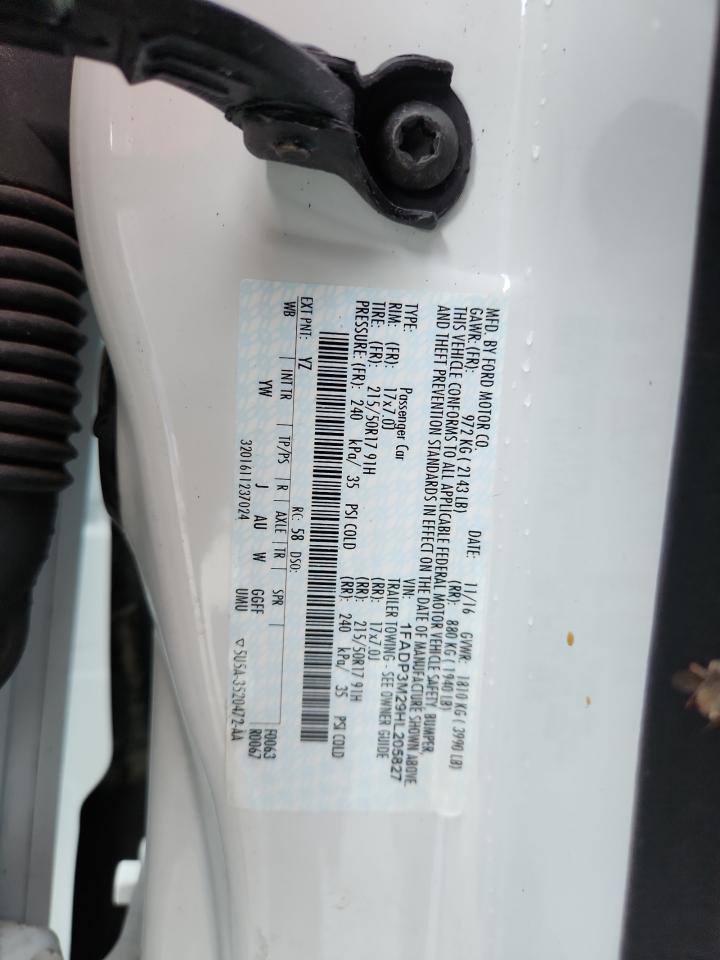 MFD. BY FORD MOTOR CO.
DATE: 11/16 GVWR: 1810 KG ( 3990 LB)
GAWR: (FR): 972 KG ( 2143 LB) (RR): 880 KG ( 1940 LB)
THIS VEHICLE CONFORMS TO ALL APPLICABLE FEDERAL MOTOR VEHICLE SAFETY, BUMPER,
AND THEFT PREVENTION STANDARDS IN EFFECT ON THE DATE OF MANUFACTURE SHOWN ABOVE.
VIN: 1FADP3M29HL205827
TYPE: Passenger Car TRAILER TOWING - SEE OWNER GUIDE
RIM: (FR): 17x7.0J (RR): 17x7.0J
TIRE: (FR): 215/50R17 91H (RR): 215/50R17 91H
PRESSURE: (FR): 240 kPa/ 35 PSI COLD (RR): 240 kPa/ 35 PSI COLD
EXT PNT: YZ RC: 58 DSO: F0063
WB INT TR TP/PS R AXLE TR SPR R0067
YW J AU W GGFF
3201611237024 UMU ▽5U5A-3520472-AA